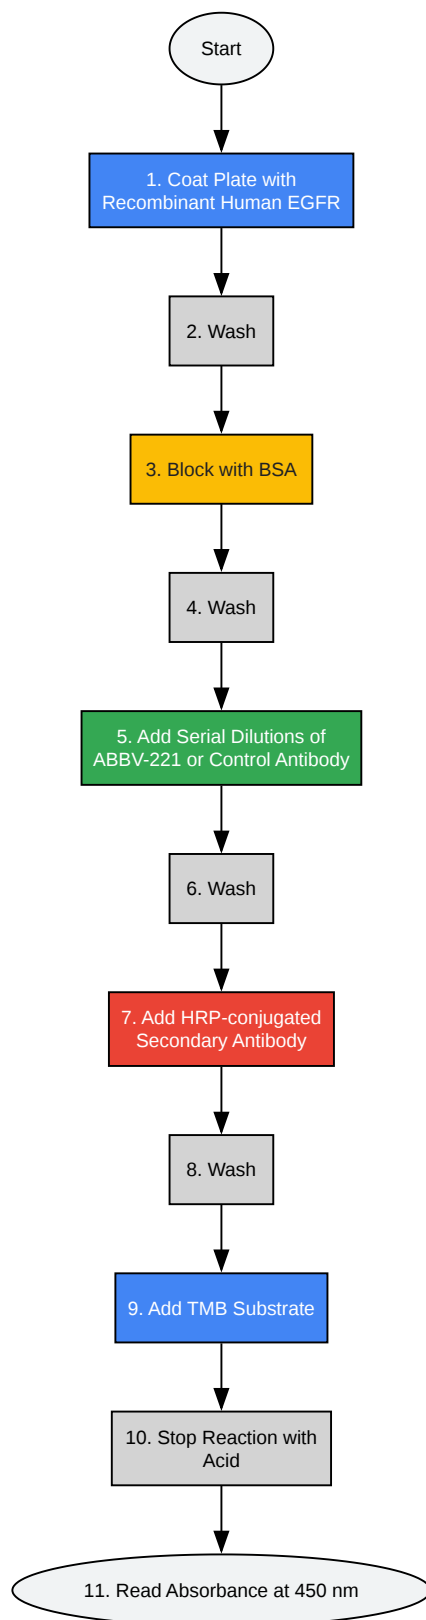 Start
1. Coat Plate with
Recombinant Human EGFR
2. Wash
3. Block with BSA
4. Wash
5. Add Serial Dilutions of
ABBV-221 or Control Antibody
6. Wash
7. Add HRP-conjugated
Secondary Antibody
8. Wash
9. Add TMB Substrate
10. Stop Reaction with
Acid
11. Read Absorbance at 450 nm